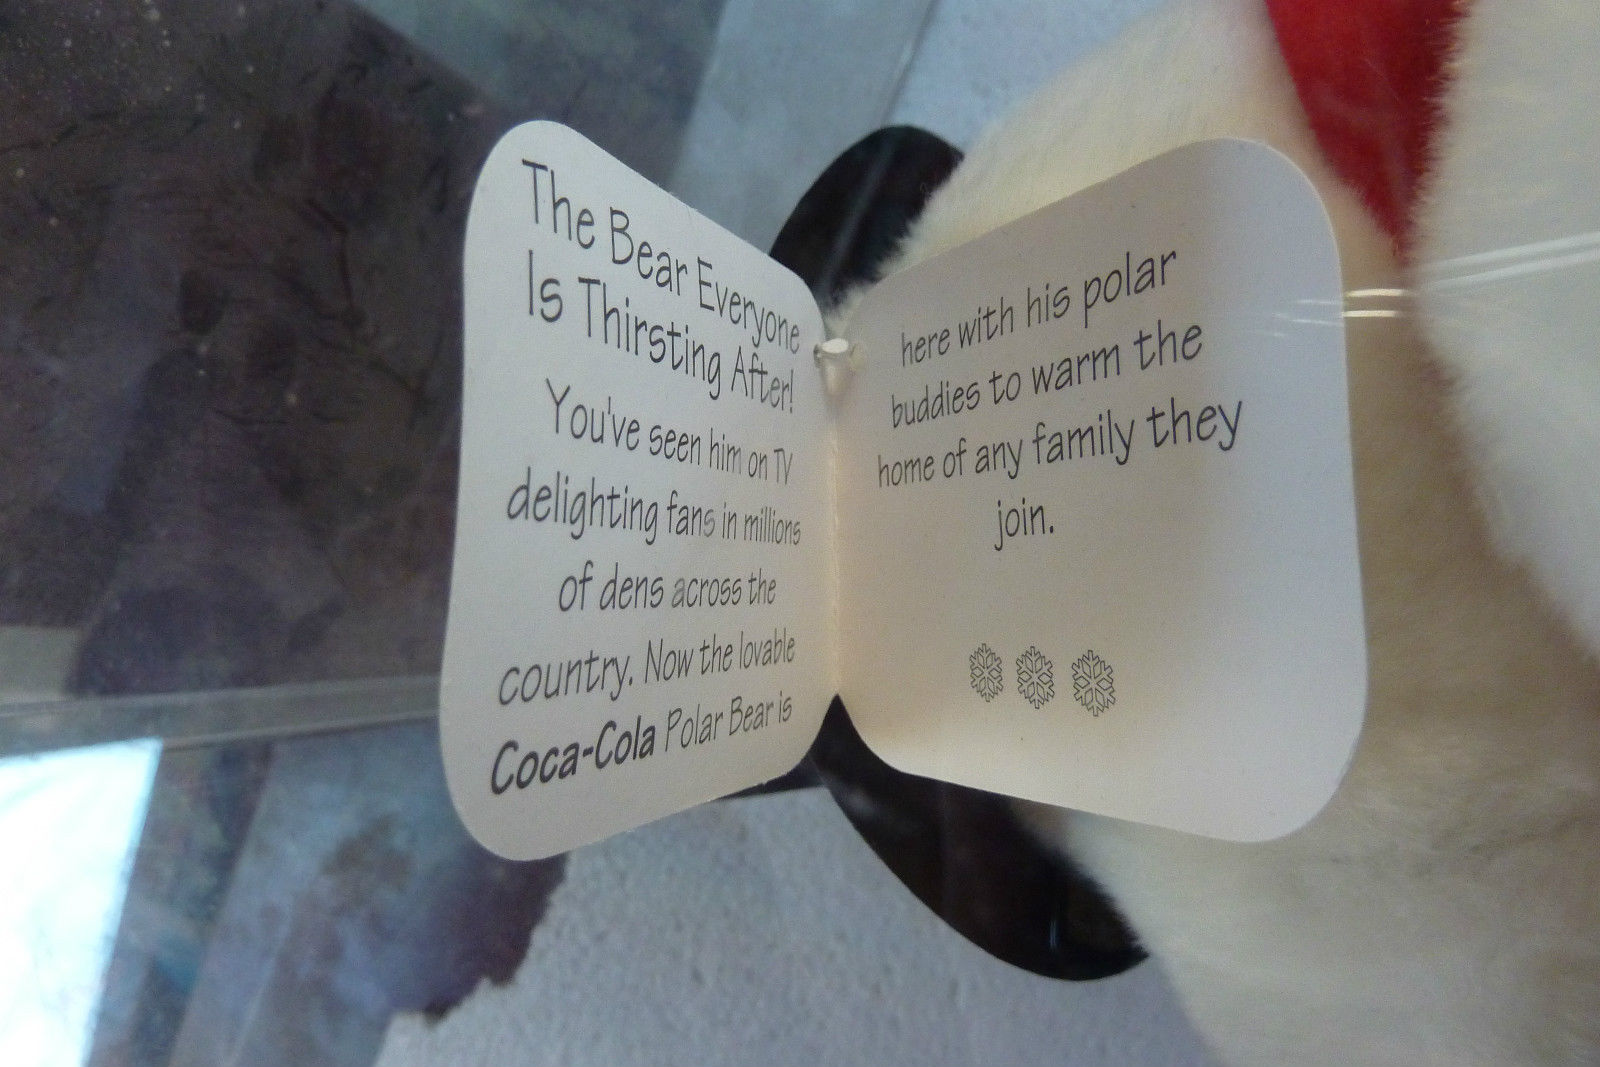 The Bear Everyone
Is Thirsting After!
You've seen him on TV
delighting fans in millions
of dens across the
country. Now the lovable
Coca-Cola Polar Bear is
here with his polar
buddies to warm the
home of any family they
join.